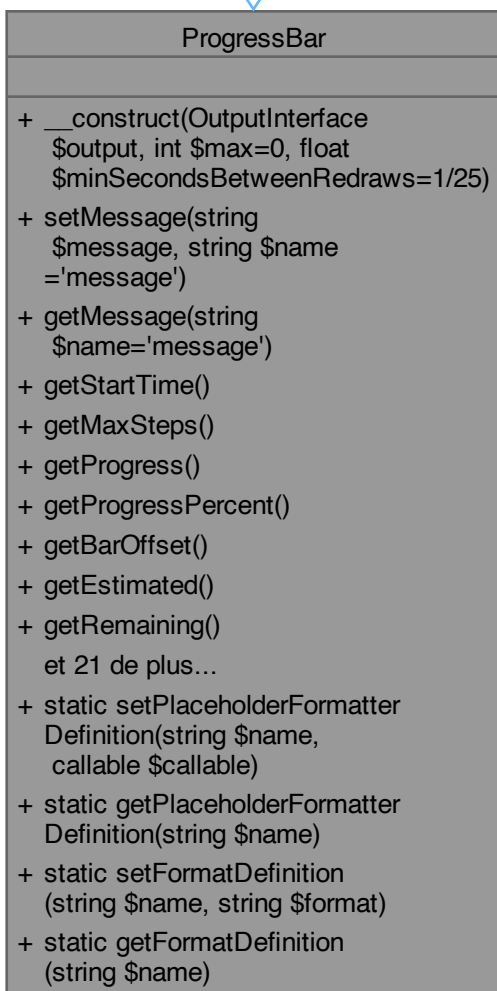 ProgressBar
+ __construct(OutputInterface
$output, int $max=0, float
$minSecondsBetweenRedraws=1/25)
+ setMessage(string
$message, string $name
='message')
+ getMessage(string
$name='message')
+ getStartTime()
+ getMaxSteps()
+ getProgress()
+ getProgressPercent()
+ getBarOffset()
+ getEstimated()
+ getRemaining()
et 21 de plus...
+ static setPlaceholderFormatter
Definition(string $name,
callable $callable)
+ static getPlaceholderFormatter
Definition(string $name)
+ static setFormatDefinition
(string $name, string $format)
+ static getFormatDefinition
(string $name)